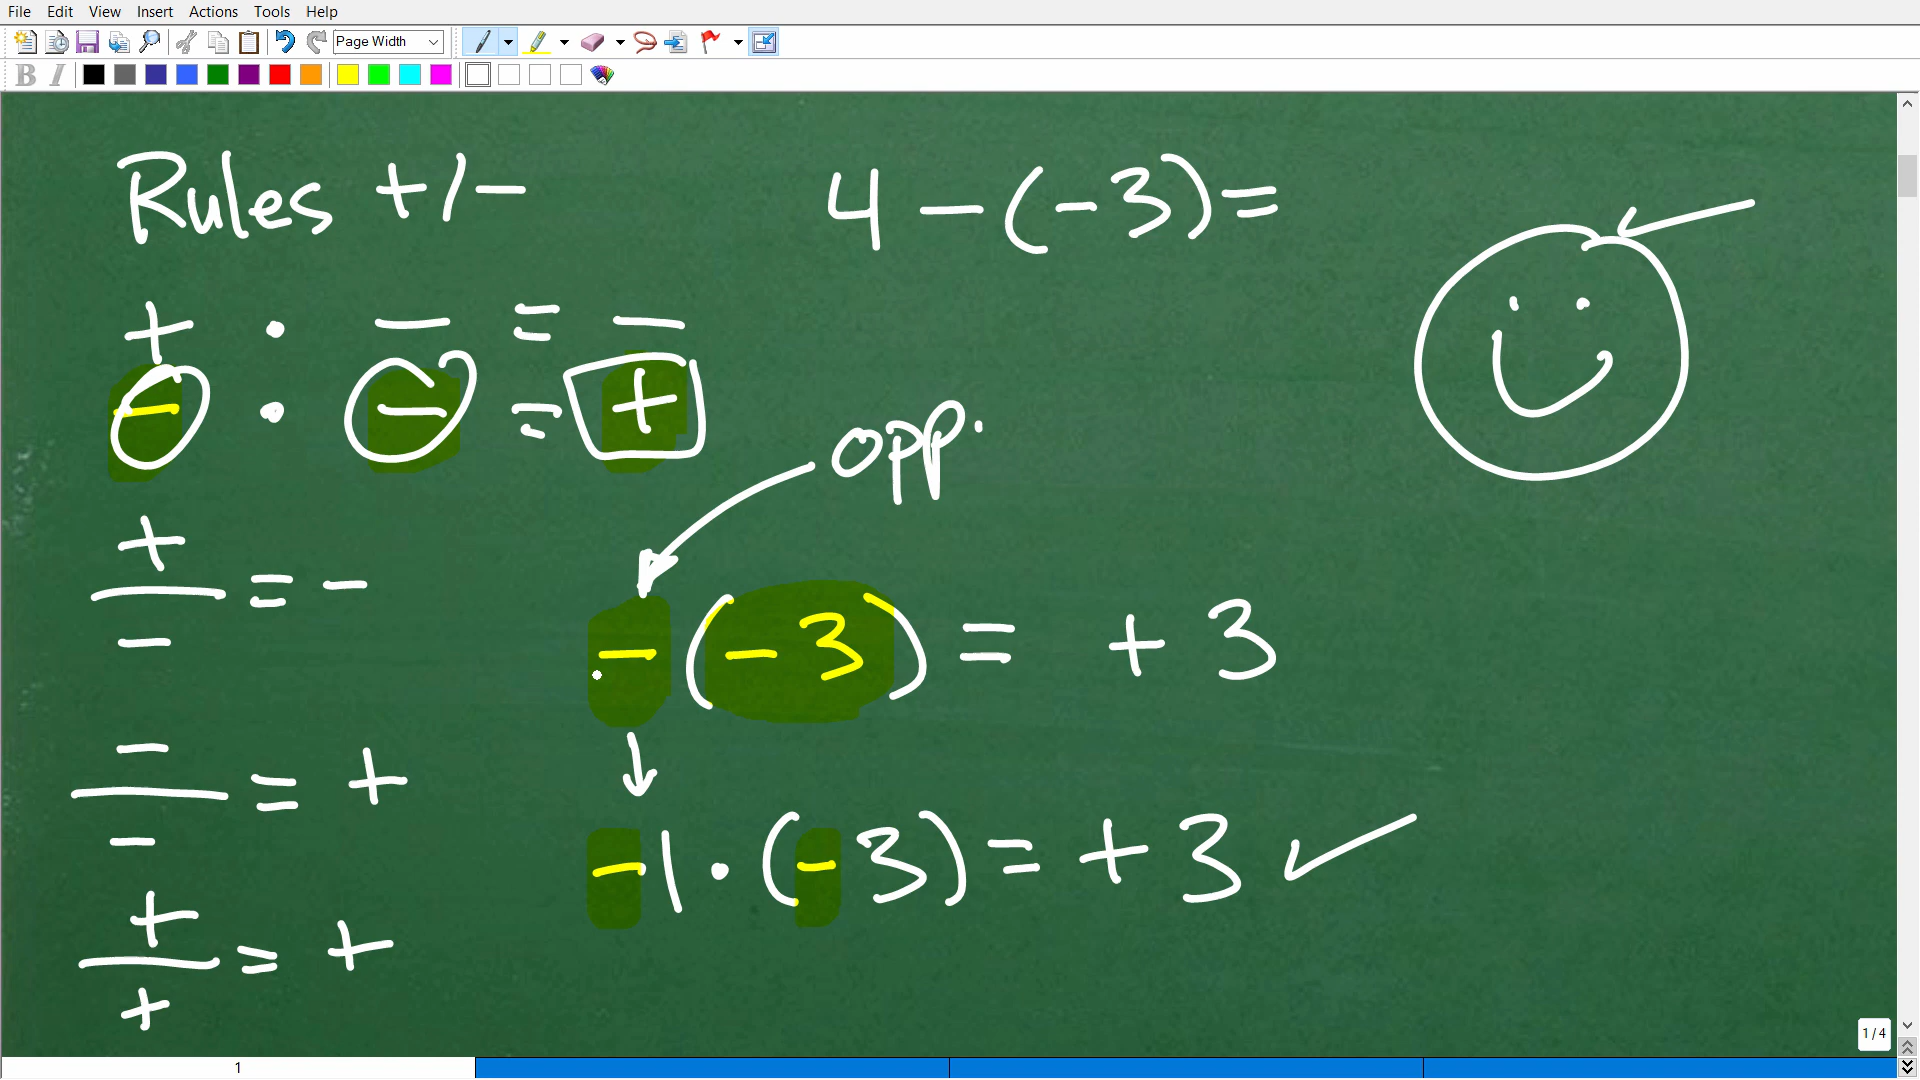 File Edit View Insert Actions Tools Help
Page Width
B I
Rules +/-
4 - (-3) =
+ · - = -
- · - = +
opp.
+
- = -
-(-3) = +3
-
- = +
-1 · (-3) = +3 ✓
+
+ = +
1 / 4
1